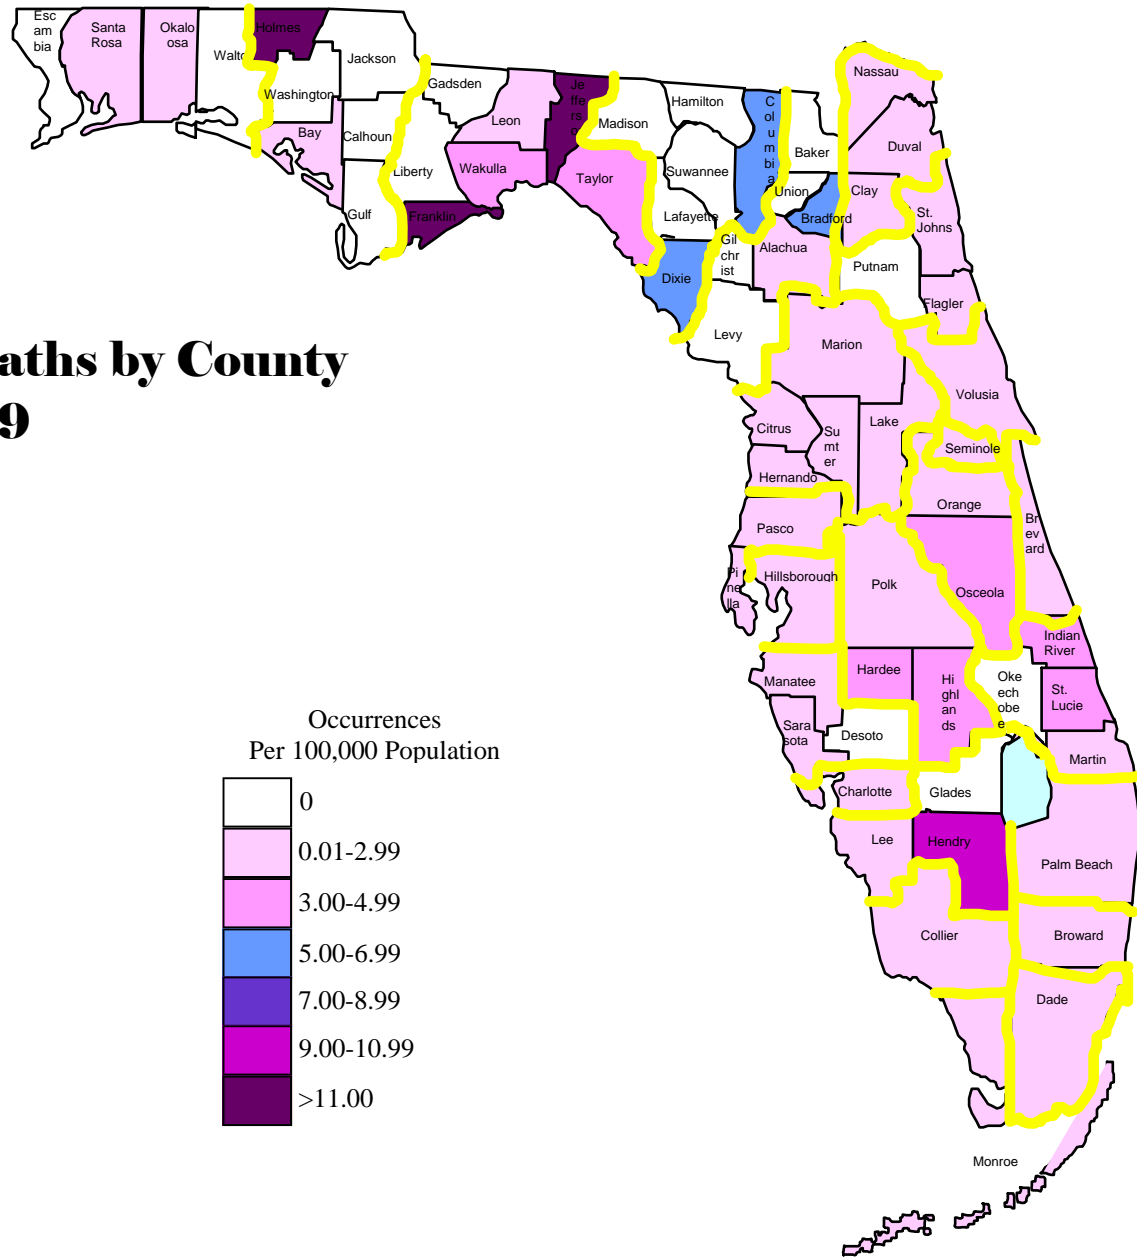 Esc
am
bia
Santa
Rosa
Okalo
osa
Walto
Holmes
Jackson
Washington
Bay
Calhoun
Gulf
Gadsden
Liberty
Franklin
Leon
Wakulla
Je
ffe
rs
o
Madison
Taylor
Hamilton
Suwannee
Lafayette
Dixie
C
ol
u
m
bi
a
Baker
Union
Bradford
Gil
chr
ist
Alachua
Levy
Nassau
Duval
Clay
St.
Johns
Putnam
Flagler
aths by County
9
Marion
Volusia
Citrus
Su
mt
er
Lake
Seminole
Hernando
Orange
Pasco
Br
ev
ard
Pi
ne
lla
Hillsborough
Polk
Osceola
Indian
River
Manatee
Hardee
Hi
ghl
an
ds
Oke
ech
obe
e
St.
Lucie
Sara
sota
Desoto
Martin
Charlotte
Glades
Lee
Hendry
Palm Beach
Collier
Broward
Dade
Monroe
Occurrences
Per 100,000 Population
0
0.01-2.99
3.00-4.99
5.00-6.99
7.00-8.99
9.00-10.99
>11.00